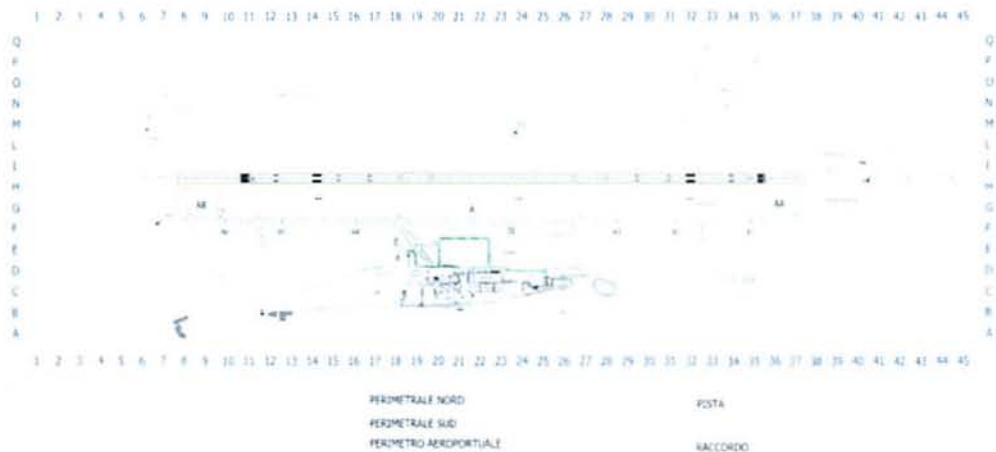 1 2 3 4 5 6 7 8 9 10 11 12 13 14 15 16 17 18 19 20 21 22 23 24 25 26 27 28 29 30 31 32 33 34 35 36 37 38 39 40 41 42 43 44 45
Q Q
P P
O O
N N
M M
L L
I I
H H
G AB A AA G
F F
E E
D D
C C
B B
A A
1 2 3 4 5 6 7 8 9 10 11 12 13 14 15 16 17 18 19 20 21 22 23 24 25 26 27 28 29 30 31 32 33 34 35 36 37 38 39 40 41 42 43 44 45
PERIMETRALE NORD PISTA
PERIMETRALE SUD
PERIMETRO AEROPORTUALE RACCORDO